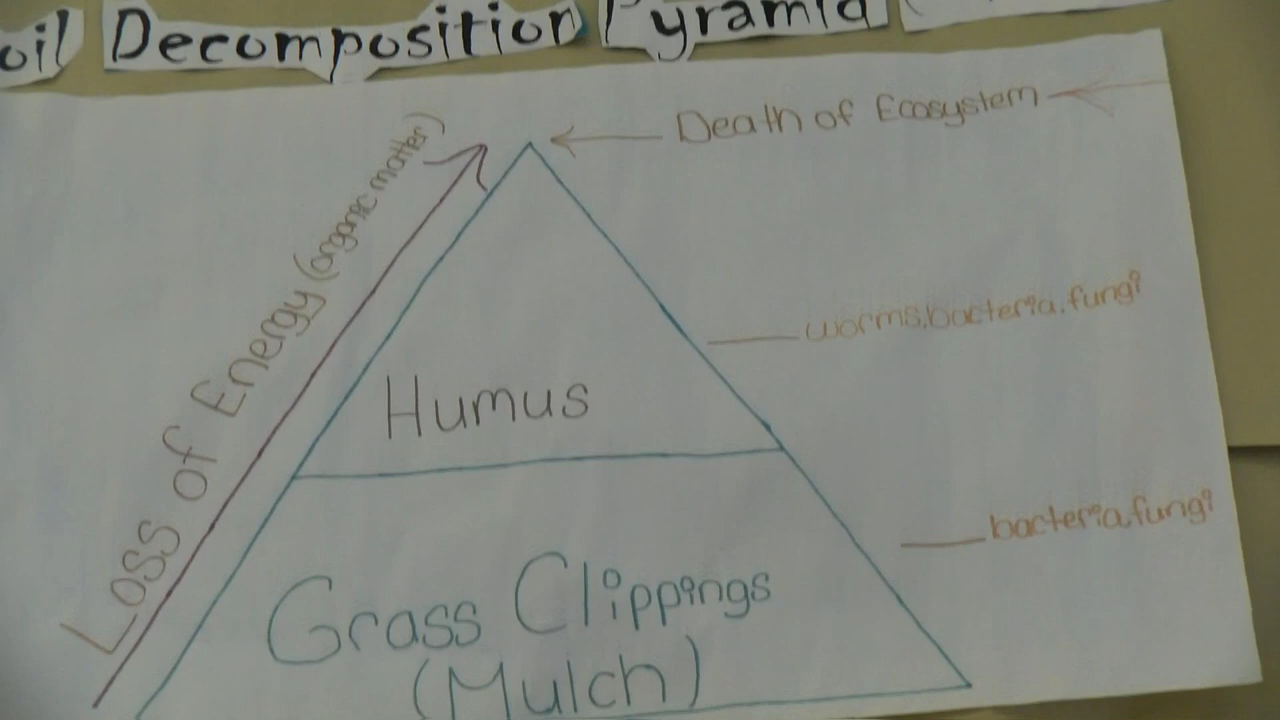 oil Decomposition Pyramid
Death of Ecosystem
Loss of Energy (organic matter)
worms, bacteria, fungi
Humus
bacteria, fungi
Grass Clippings
(Mulch)